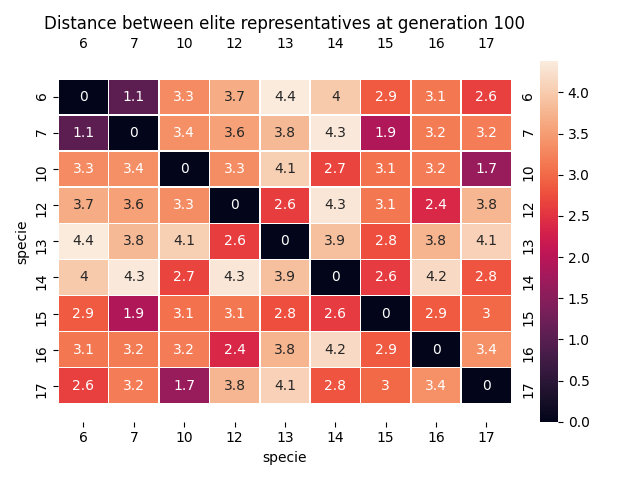 Distance between elite representatives at generation 100
6 7 10 12 13 14 15 16 17
6 0 1.1 3.3 3.7 4.4 4 2.9 3.1 2.6 6
7 1.1 0 3.4 3.6 3.8 4.3 1.9 3.2 3.2 7
10 3.3 3.4 0 3.3 4.1 2.7 3.1 3.2 1.7 10
12 3.7 3.6 3.3 0 2.6 4.3 3.1 2.4 3.8 12
13 4.4 3.8 4.1 2.6 0 3.9 2.8 3.8 4.1 13
14 4 4.3 2.7 4.3 3.9 0 2.6 4.2 2.8 14
15 2.9 1.9 3.1 3.1 2.8 2.6 0 2.9 3 15
16 3.1 3.2 3.2 2.4 3.8 4.2 2.9 0 3.4 16
17 2.6 3.2 1.7 3.8 4.1 2.8 3 3.4 0 17
6 7 10 12 13 14 15 16 17
specie
specie
4.0
3.5
3.0
2.5
2.0
1.5
1.0
0.5
0.0